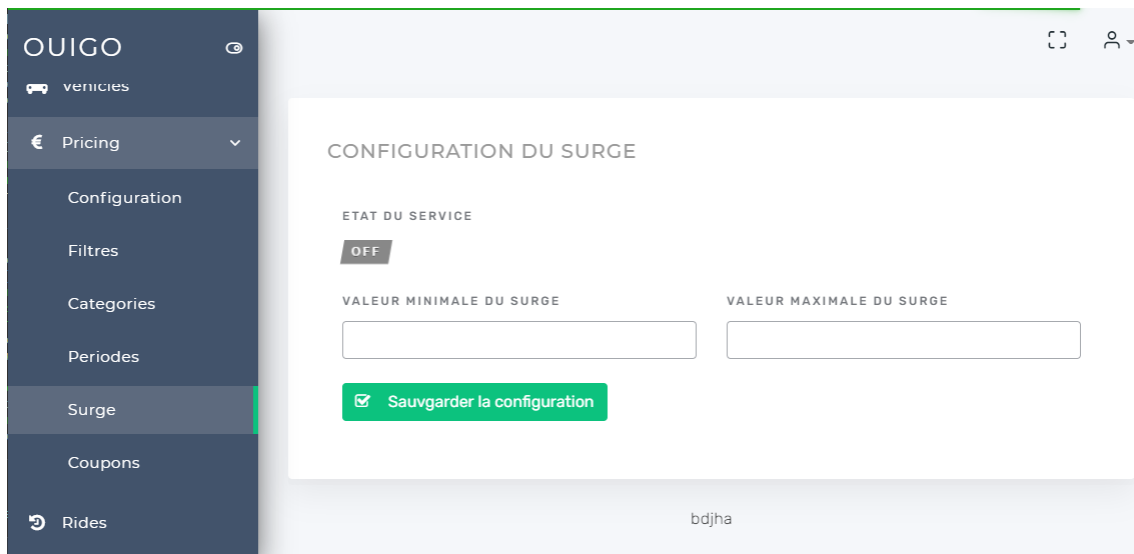 OUIGO
Vehicles
€ Pricing
Configuration
Filtres
Categories
Periodes
Surge
Coupons
Rides
CONFIGURATION DU SURGE
ETAT DU SERVICE
OFF
VALEUR MINIMALE DU SURGE
VALEUR MAXIMALE DU SURGE
Sauvgarder la configuration
bdjha